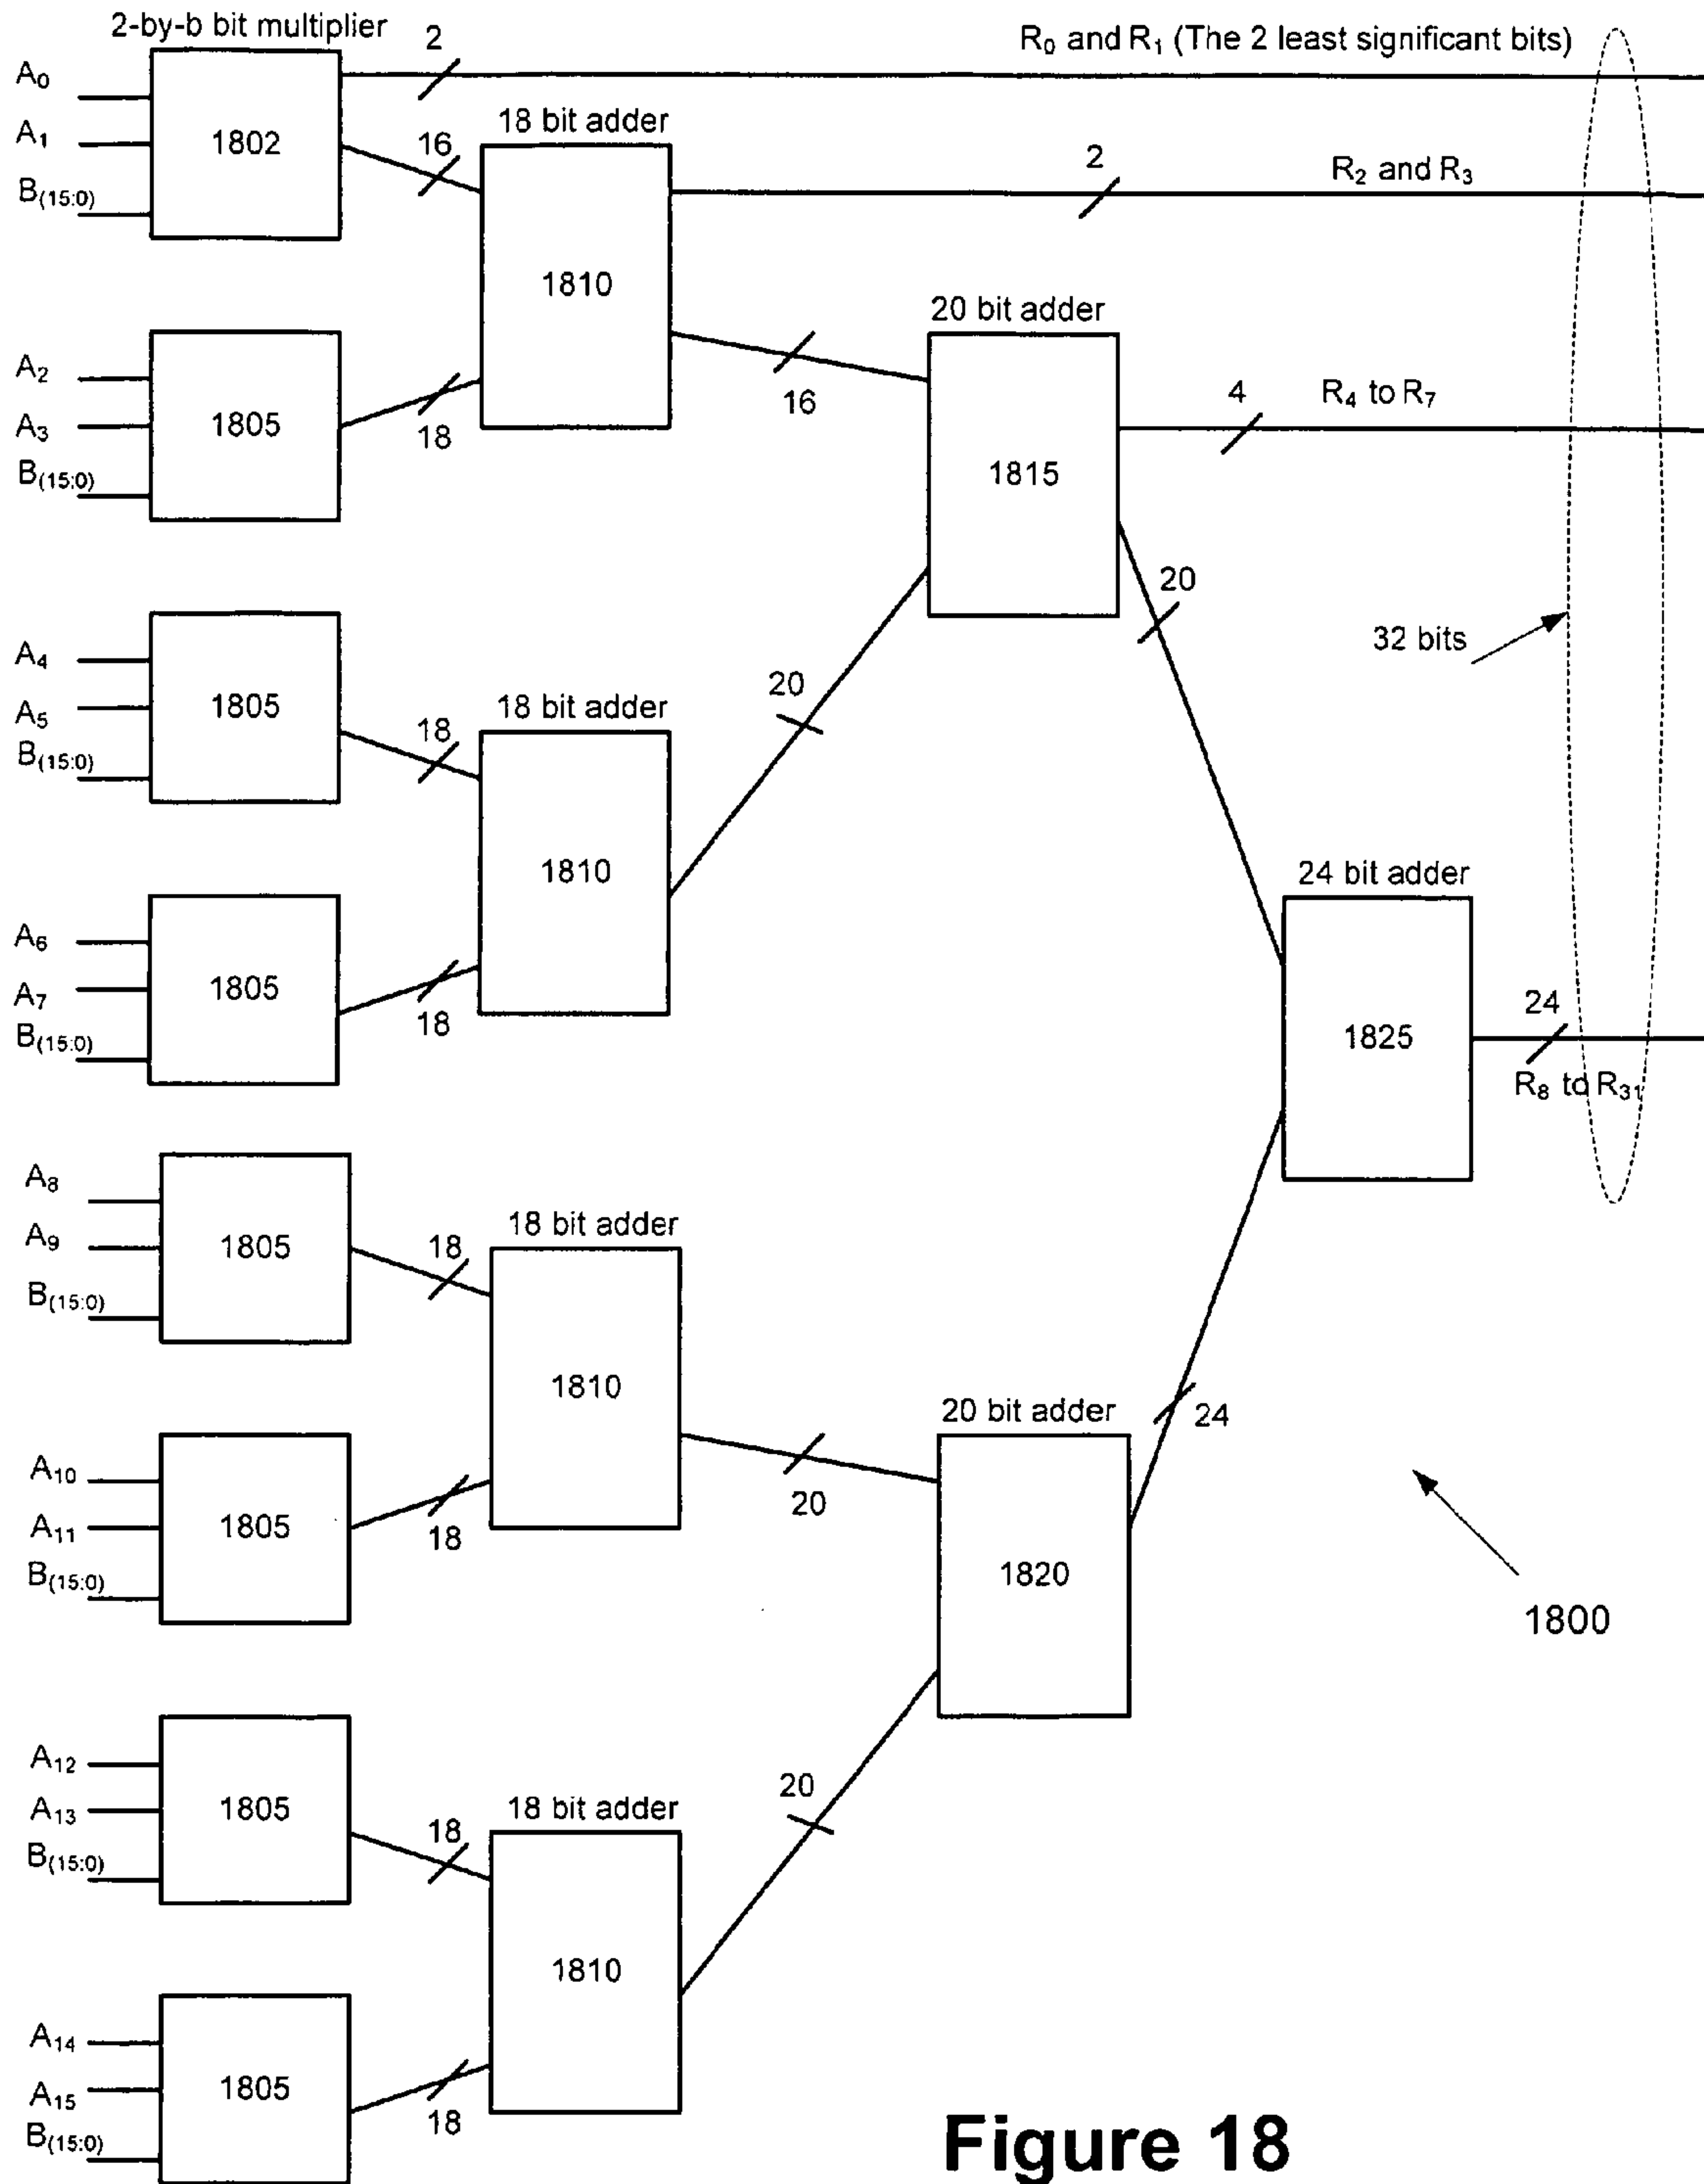 2-by-b bit multiplier
2
R₀ and R₁ (The 2 least significant bits)
A₀
A₁
B(15:0)
1802
16
18 bit adder
1810
2
R₂ and R₃
A₂
A₃
B(15:0)
1805
18
16
20 bit adder
1815
4
R₄ to R₇
20
32 bits
A₄
A₅
B(15:0)
1805
18
18 bit adder
1810
20
A₆
A₇
B(15:0)
1805
18
24 bit adder
1825
24
R₈ to R₃₁
A₈
A₉
B(15:0)
1805
18
18 bit adder
1810
A₁₀
A₁₁
B(15:0)
1805
18
20
20 bit adder
1820
24
1800
A₁₂
A₁₃
B(15:0)
1805
18
18 bit adder
1810
20
A₁₄
A₁₅
B(15:0)
1805
18
Figure 18